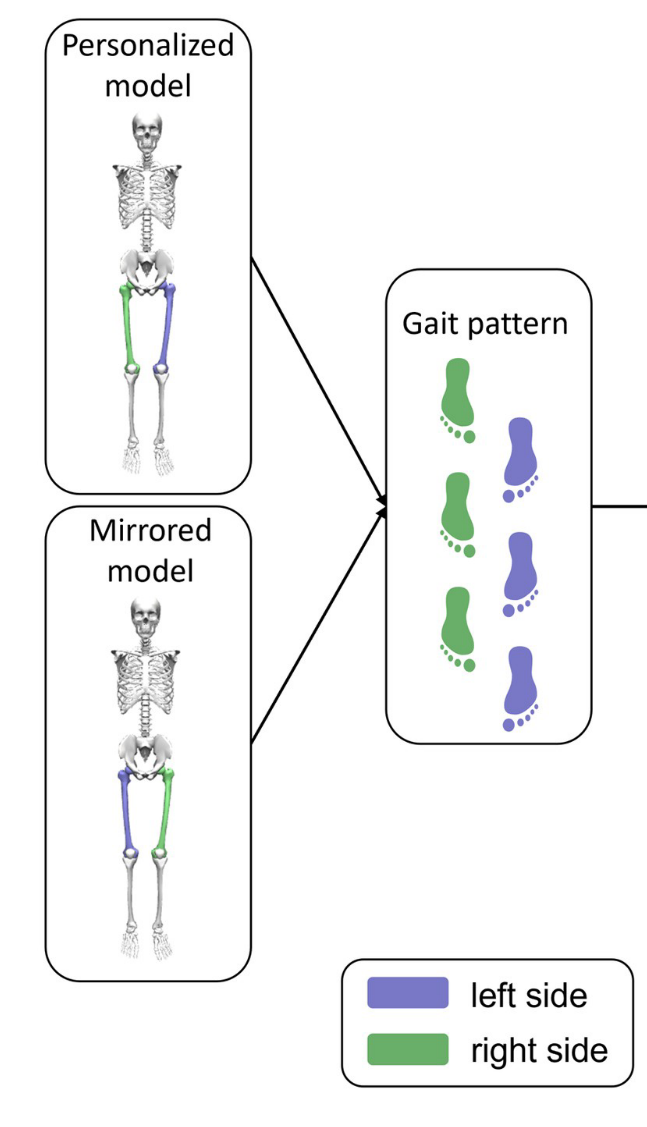 Personalized
model
Gait pattern
Mirrored
model
left side
right side